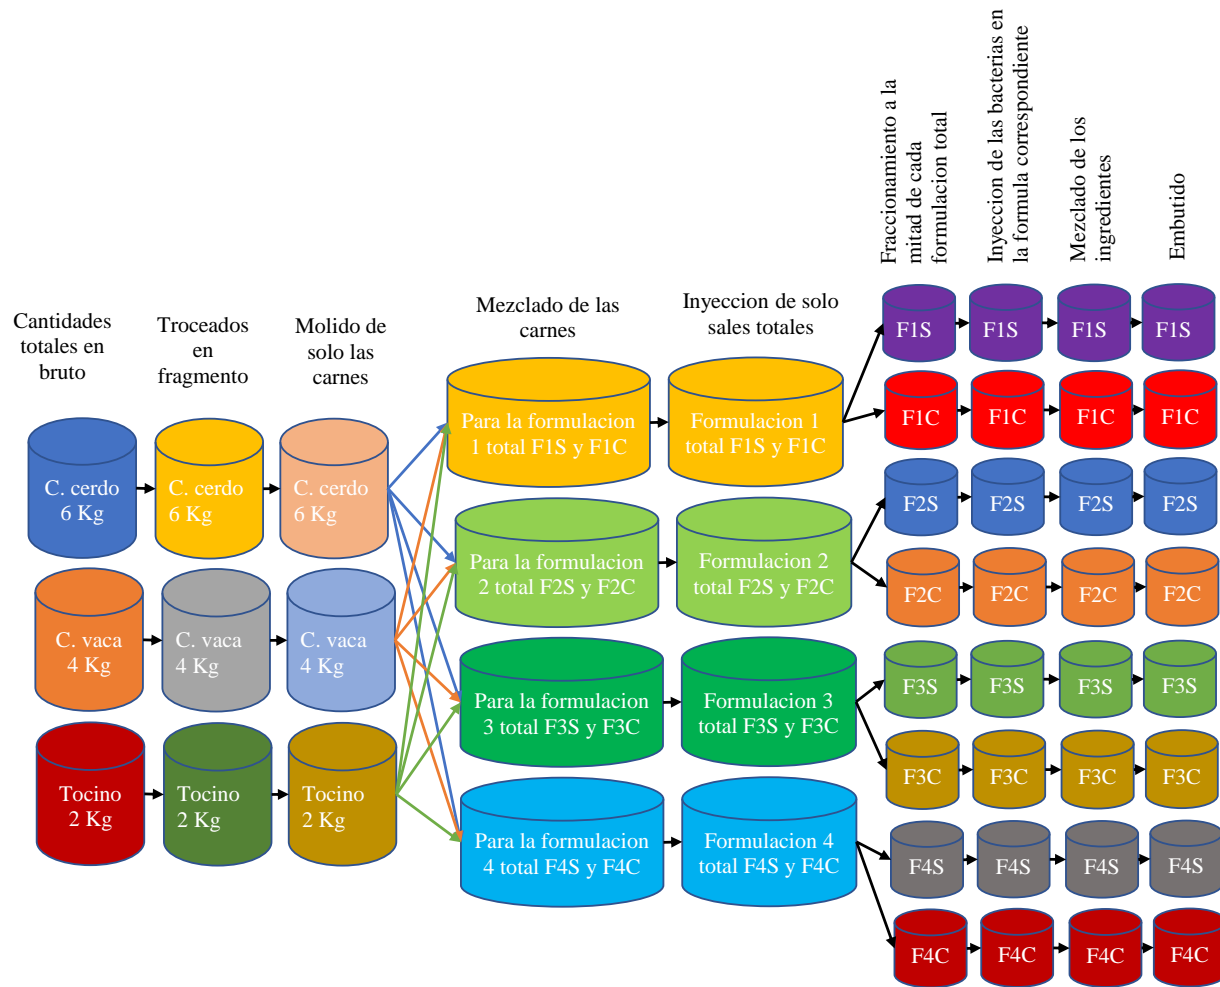 Cantidades
totales en
bruto
Troceados
en
fragmento
Molido de
solo las
carnes
Mezclado de las
carnes
Inyeccion de solo
sales totales
Fraccionamiento a la
mitad de cada
formulacion total
Inyeccion de las bacterias en
la formula correspondiente
Mezclado de los
ingredientes
Embutido
C. cerdo
6 Kg
C. cerdo
6 Kg
C. cerdo
6 Kg
C. vaca
4 Kg
C. vaca
4 Kg
C. vaca
4 Kg
Tocino
2 Kg
Tocino
2 Kg
Tocino
2 Kg
Para la formulacion
1 total F1S y F1C
Formulacion 1
total F1S y F1C
Para la formulacion
2 total F2S y F2C
Formulacion 2
total F2S y F2C
Para la formulacion
3 total F3S y F3C
Formulacion 3
total F3S y F3C
Para la formulacion
4 total F4S y F4C
Formulacion 4
total F4S y F4C
F1S F1S F1S F1S
F1C F1C F1C F1C
F2S F2S F2S F2S
F2C F2C F2C F2C
F3S F3S F3S F3S
F3C F3C F3C F3C
F4S F4S F4S F4S
F4C F4C F4C F4C